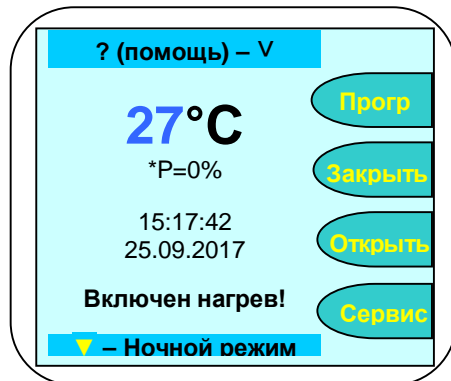 ? (помощь) – V
27°C
*P=0%
15:17:42
25.09.2017
Включен нагрев!
▼ – Ночной режим
Прогр
Закрыть
Открыть
Сервис